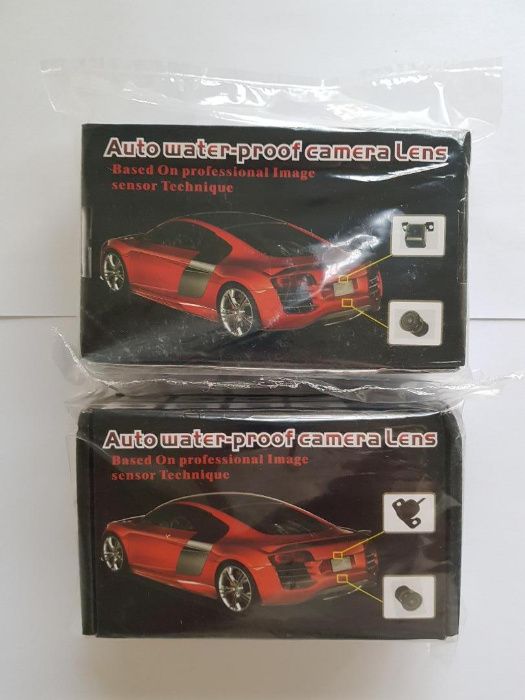 Auto water-proof camera Lens
Based On professional Image
sensor Technique
Auto water-proof camera Lens
Based On professional Image
sensor Technique